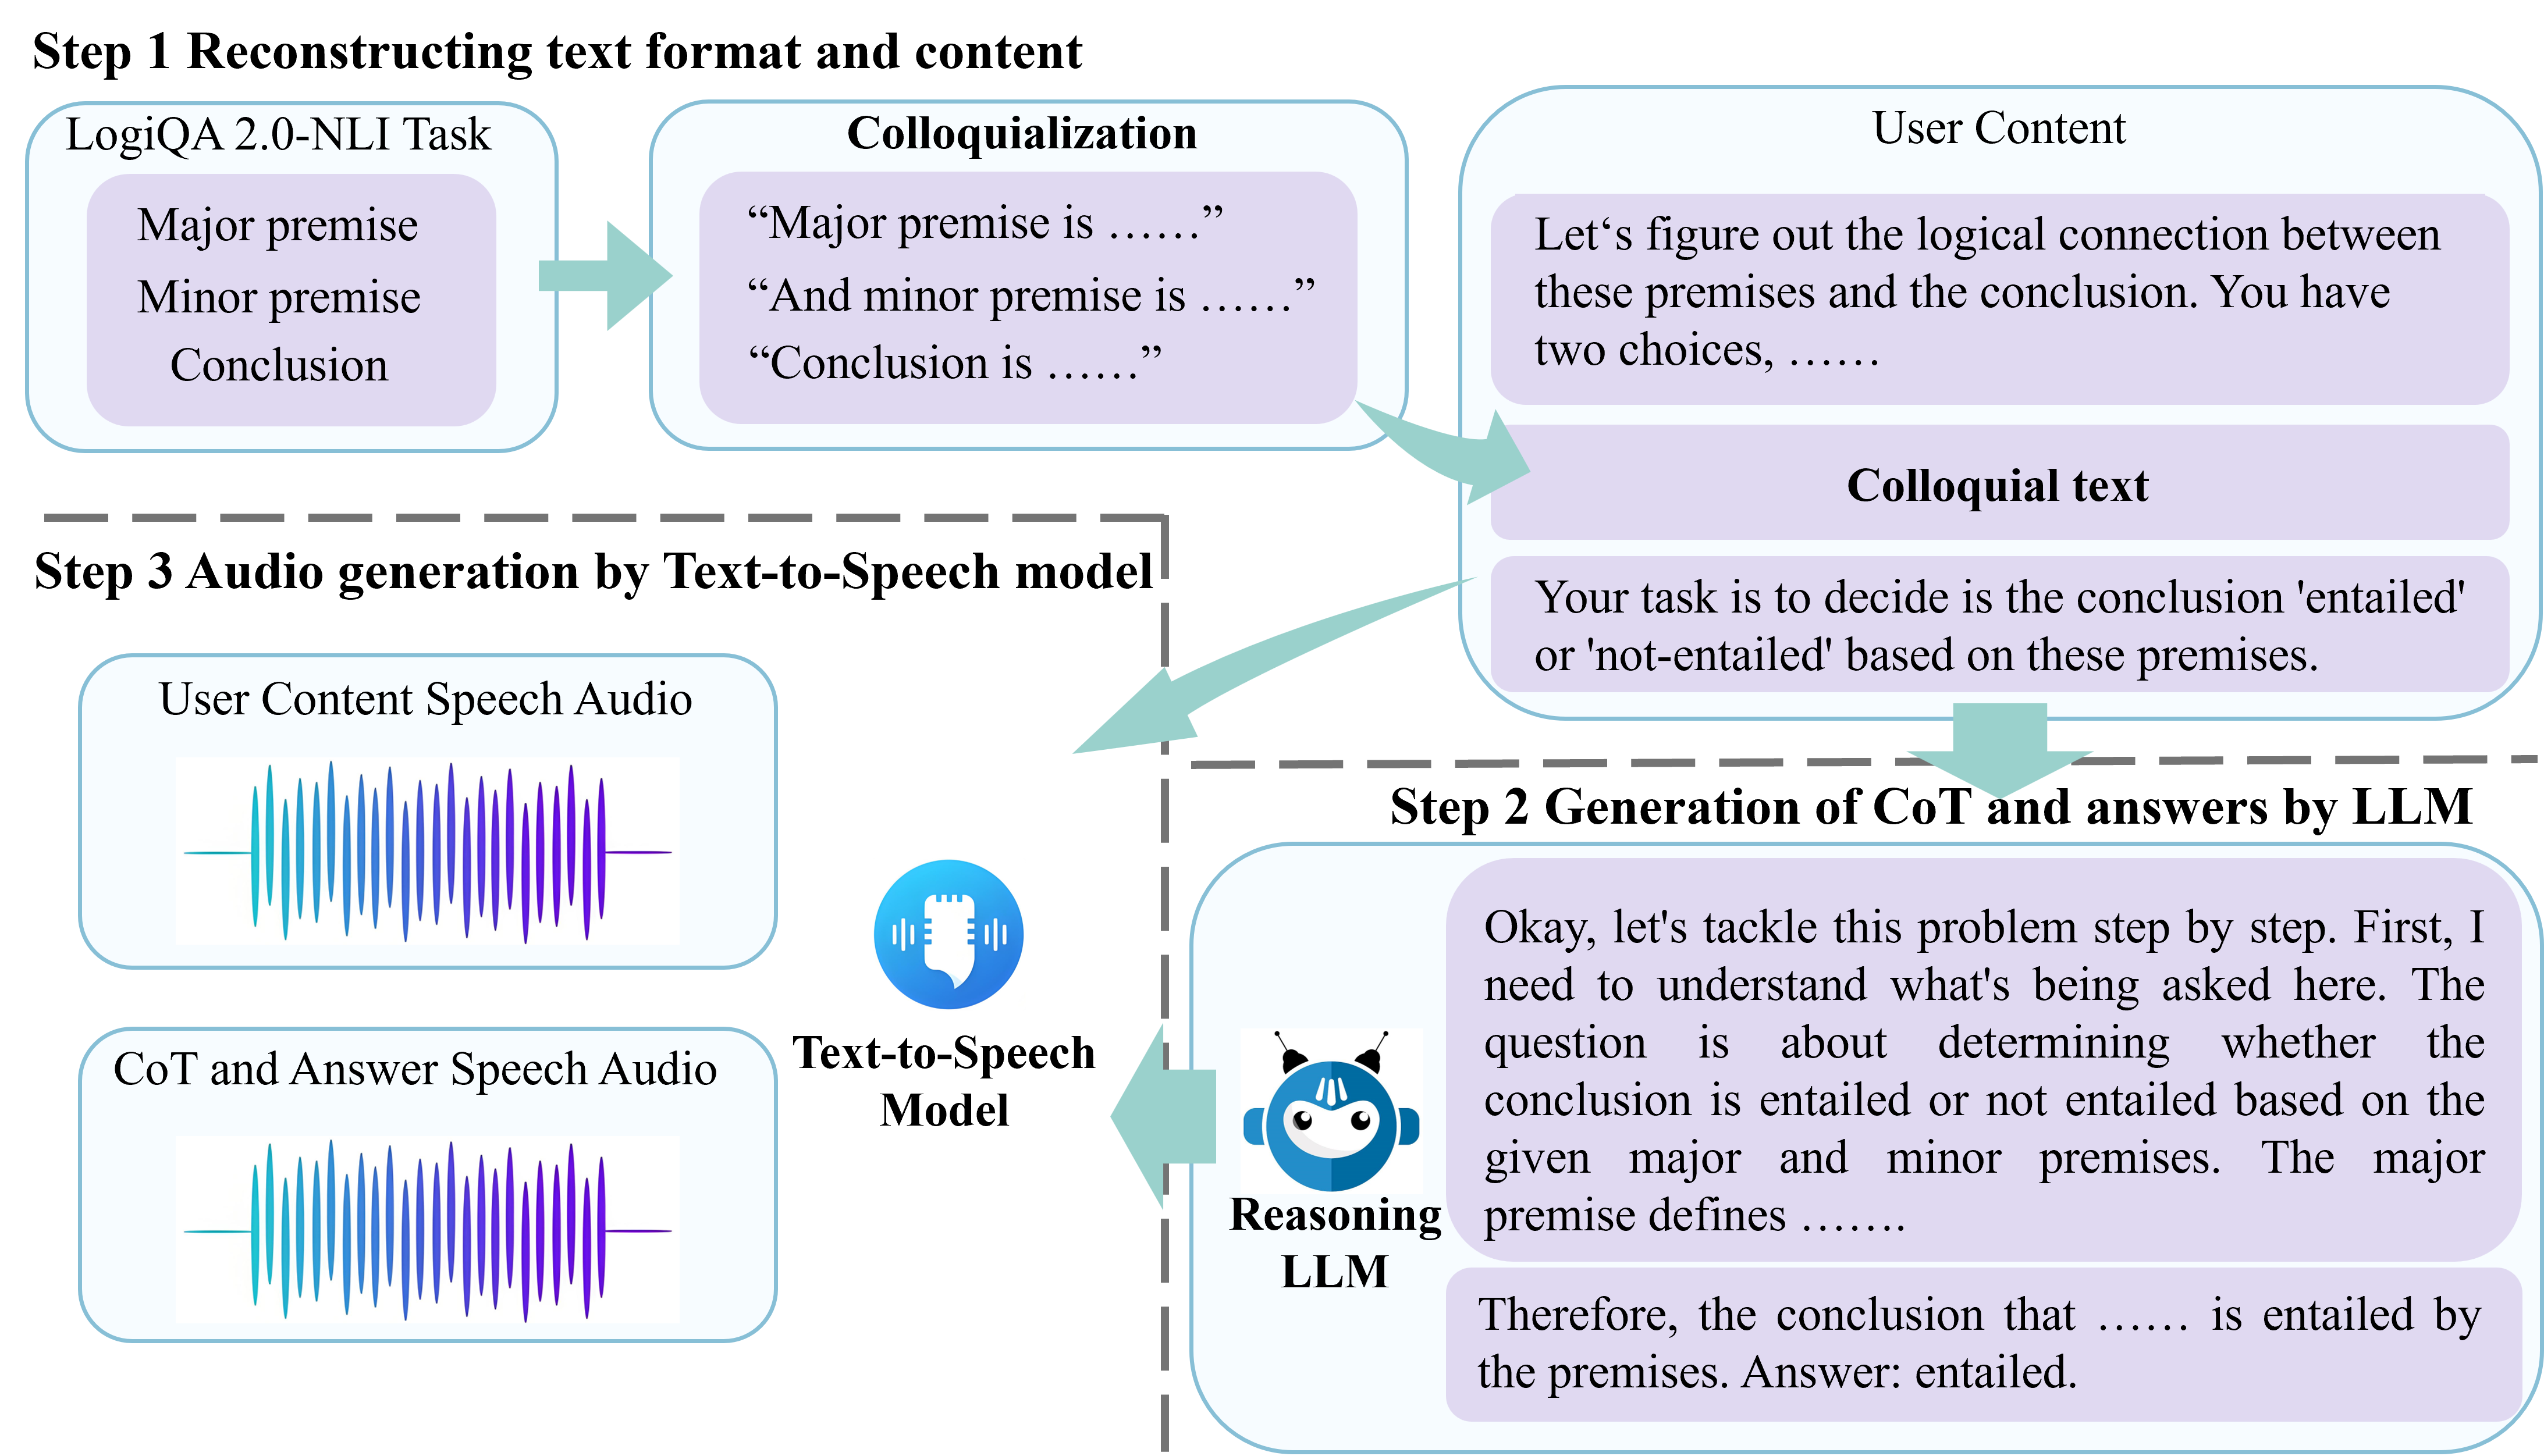 Step 1 Reconstructing text format and content
LogiQA 2.0-NLI Task
Major premise
Minor premise
Conclusion
Colloquialization
“Major premise is ……”
“And minor premise is ……”
“Conclusion is ……”
User Content
Let‘s figure out the logical connection between
these premises and the conclusion. You have
two choices, ……
Colloquial text
Your task is to decide is the conclusion 'entailed'
or 'not-entailed' based on these premises.
Step 2 Generation of CoT and answers by LLM
Reasoning
LLM
Okay, let's tackle this problem step by step. First, I
need to understand what's being asked here. The
question is about determining whether the
conclusion is entailed or not entailed based on the
given major and minor premises. The major
premise defines …….
Therefore, the conclusion that …… is entailed by
the premises. Answer: entailed.
Step 3 Audio generation by Text-to-Speech model
User Content Speech Audio
CoT and Answer Speech Audio
Text-to-Speech
Model